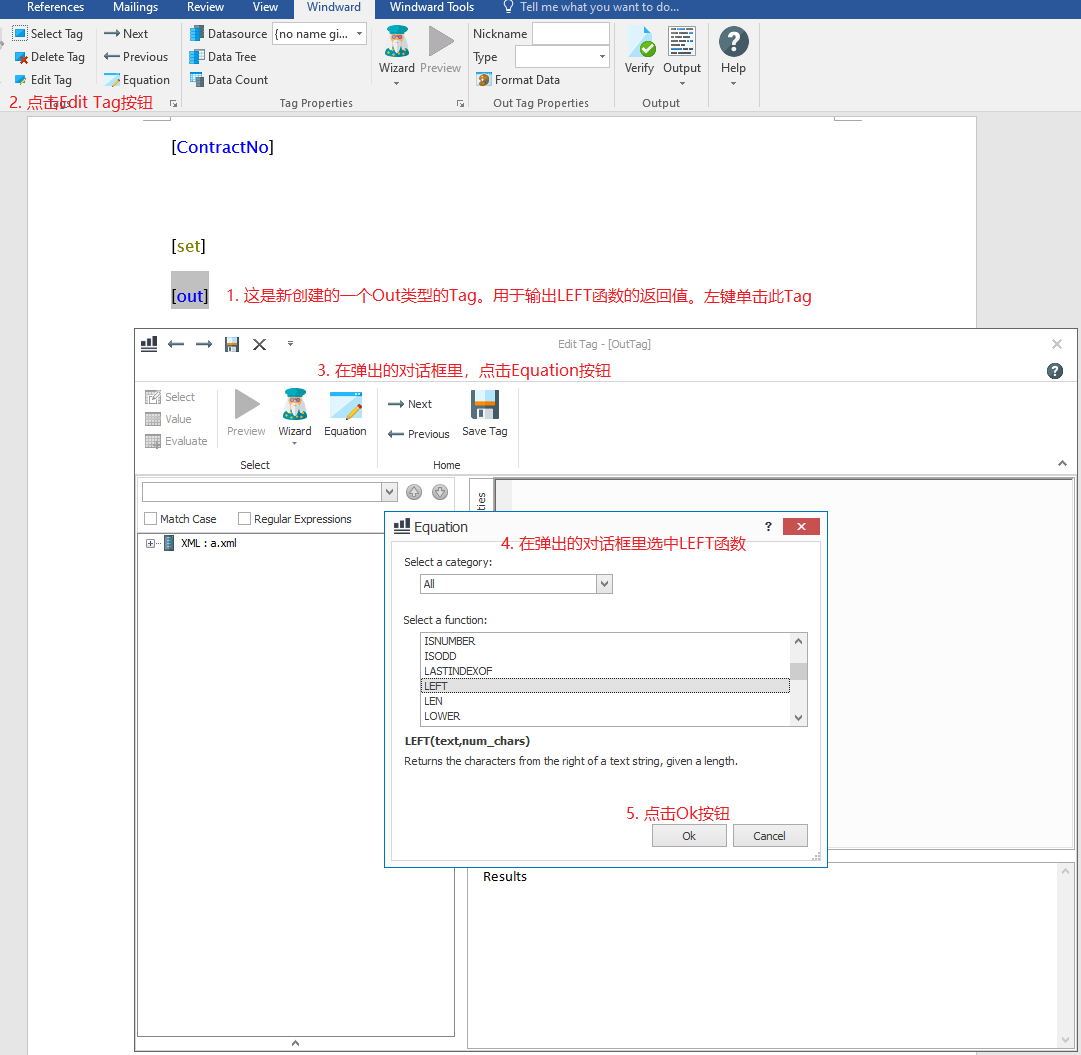 References Mailings Review View Windward Windward Tools Tell me what you want to do...
Select Tag Next Datasource {no name gi... Nickname
Delete Tag Previous Data Tree Wizard Preview Type Verify Output Help
Edit Tag Equation Data Count Format Data
2. 点击Edit Tag按钮
Tags Tag Properties Out Tag Properties Output
[ContractNo]
[set]
[out] 1. 这是新创建的一个Out类型的Tag。用于输出LEFT函数的返回值。左键单击此Tag
Edit Tag - [OutTag]
3. 在弹出的对话框里，点击Equation按钮
?
Select Next
Value Preview Wizard Equation Previous Save Tag
Evaluate
Select Home
ties
Match Case Regular Expressions
Equation ?
XML : a.xml
4. 在弹出的对话框里选中LEFT函数
Select a category:
All
Select a function:
ISNUMBER
ISODD
LASTINDEXOF
LEFT
LEN
LOWER
LEFT(text,num_chars)
Returns the characters from the right of a text string, given a length.
5. 点击Ok按钮
Ok Cancel
Results